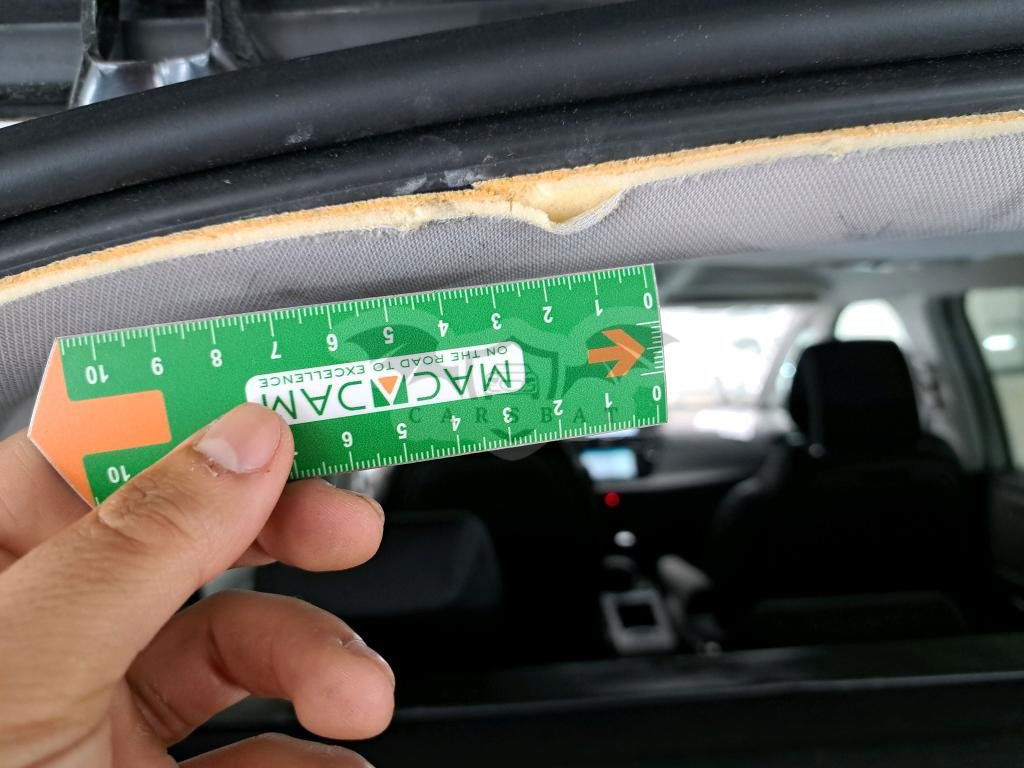 0 1 2 3 4 5 6 7 8 9 10
MACADAM
ON THE ROAD TO EXCELLENCE
0 1 2 3 4 5 6 10
CARSBAT